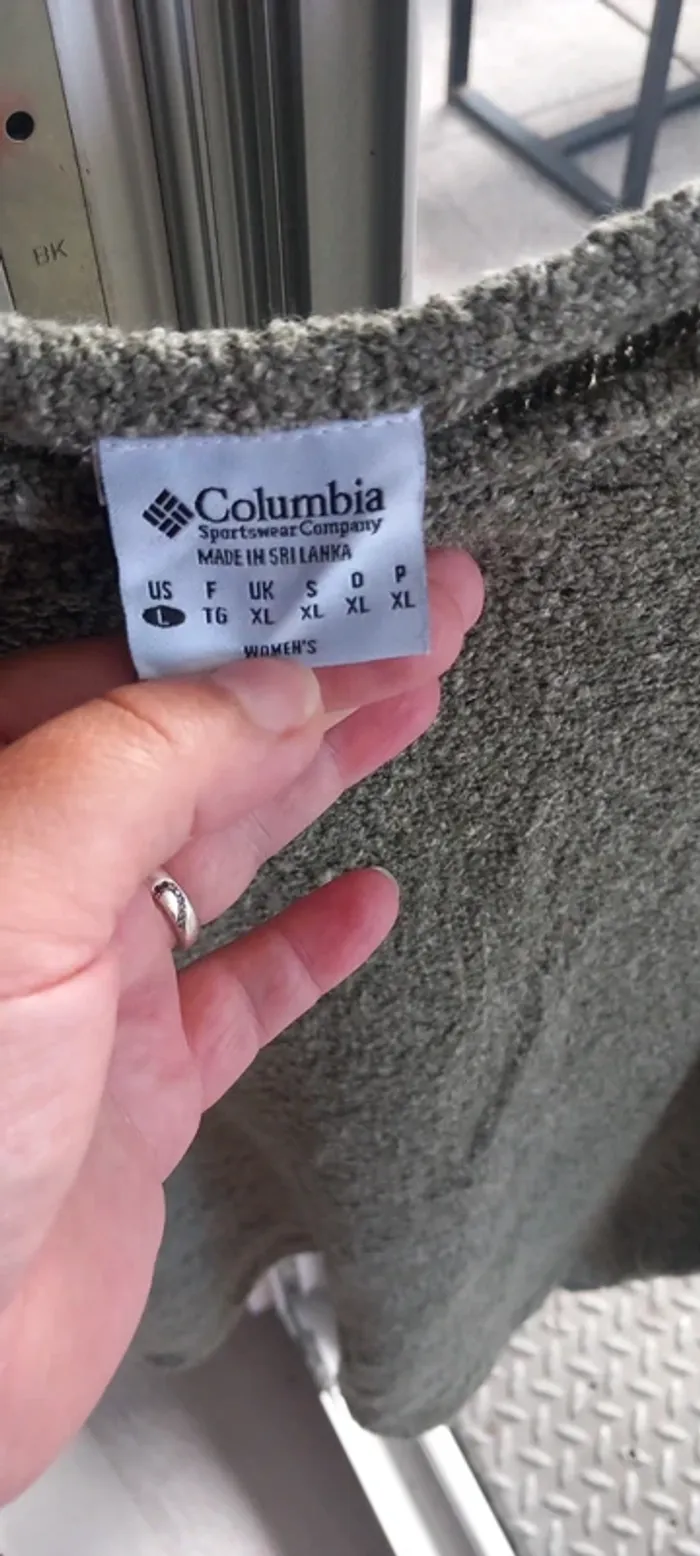 BK
Columbia
Sportswear Company
MADE IN SRI LANKA
US F UK S D P
L TG XL XL XL XL
WOMEN'S